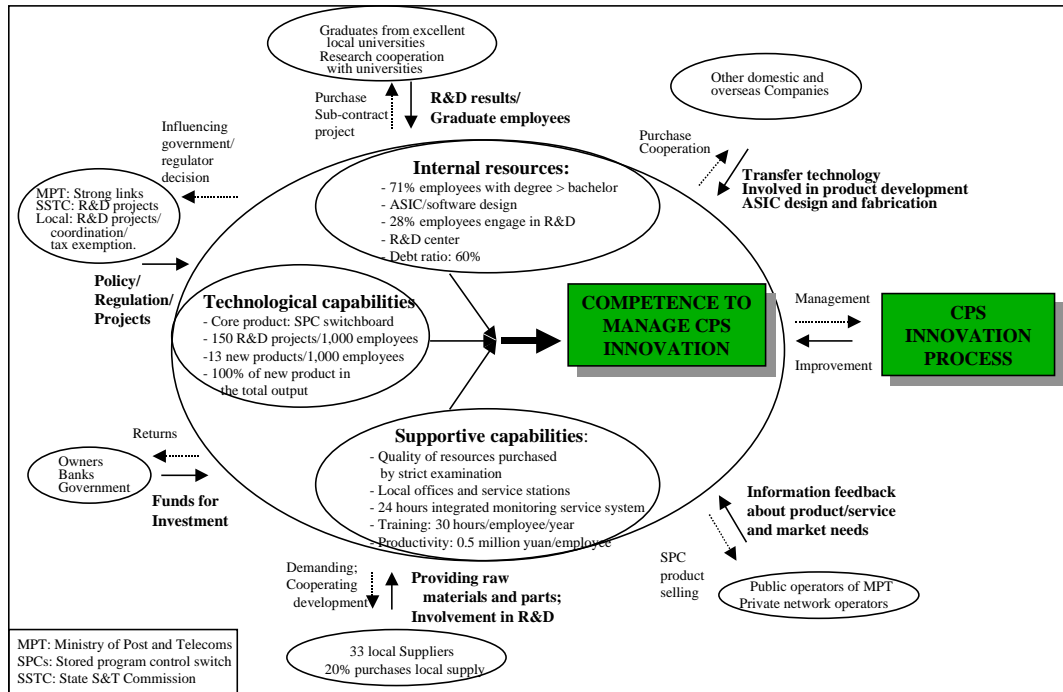 Graduates from excellent
local universities
Research cooperation
with universities
Other domestic and
overseas Companies
Purchase
Sub-contract
project
R&D results/
Graduate employees
Influencing
government/
regulator
decision
Purchase
Cooperation
Transfer technology
Involved in product development
ASIC design and fabrication
MPT: Strong links
SSTC: R&D projects
Local: R&D projects/
coordination/
tax exemption.
Policy/
Regulation/
Projects
Internal resources:
- 71% employees with degree > bachelor
- ASIC/software design
- 28% employees engage in R&D
- R&D center
- Debt ratio: 60%
Technological capabilities
- Core product: SPC switchboard
- 150 R&D projects/1,000 employees
-13 new products/1,000 employees
- 100% of new product in
the total output
COMPETENCE TO
MANAGE CPS
INNOVATION
Management
Improvement
CPS
INNOVATION
PROCESS
Supportive capabilities:
- Quality of resources purchased
by strict examination
- Local offices and service stations
- 24 hours integrated monitoring service system
- Training: 30 hours/employee/year
- Productivity: 0.5 million yuan/employee
Returns
Owners
Banks
Government
Funds for
Investment
Information feedback
about product/service
and market needs
SPC
product
selling
Public operators of MPT
Private network operators
Demanding;
Cooperating
development
Providing raw
materials and parts;
Involvement in R&D
33 local Suppliers
20% purchases local supply
MPT: Ministry of Post and Telecoms
SPCs: Stored program control switch
SSTC: State S&T Commission